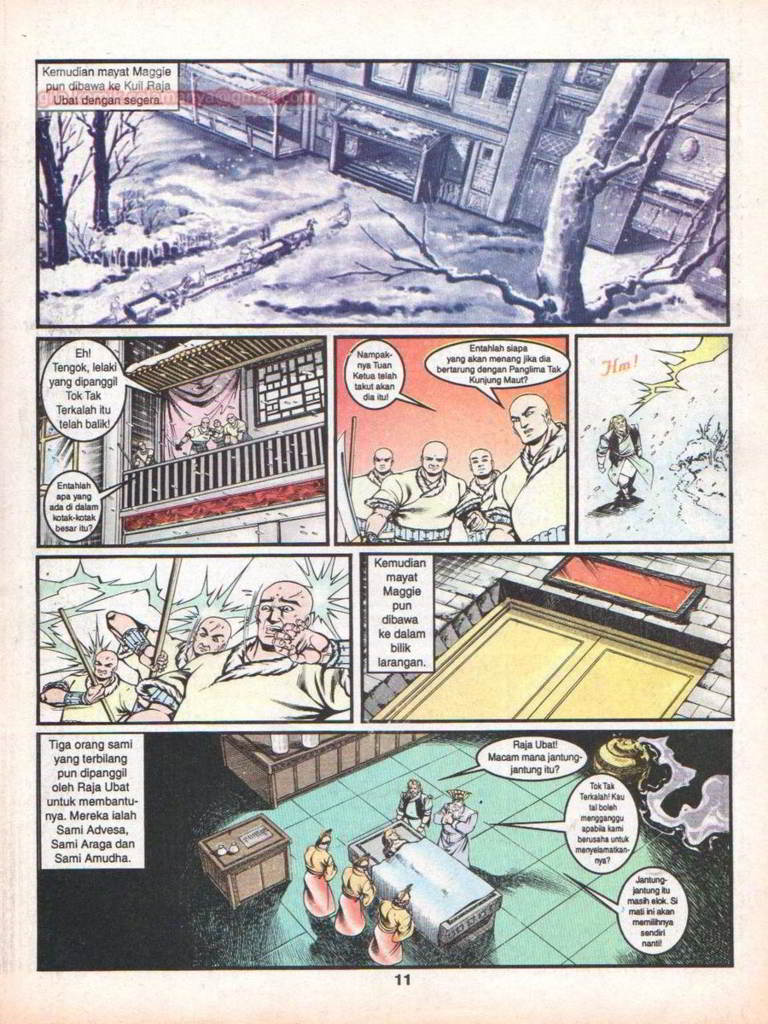 Kemudian mayat Maggie
pun dibawa ke Kuil Raja
Ubat dengan segera.
Eh!
Tengok, lelaki
yang dipanggil
Tok Tak
Terkalah itu
telah balik!
Entahlah
apa yang
ada di dalam
kotak-kotak
besar itu?
Nampak-
nya Tuan
Ketua telah
takut akan
dia itu!
Entahlah siapa
yang akan menang jika dia
bertarung dengan Panglima Tak
Kunjung Maut?
Hm!
Kemudian
mayat
Maggie
pun
dibawa
ke dalam
bilik
larangan.
Tiga orang sami
yang terbilang
pun dipanggil
oleh Raja Ubat
untuk membantu-
nya. Mereka ialah
Sami Advesa,
Sami Araga dan
Sami Amudha.
Raja Ubat!
Macam mana jantung-
jantung itu?
Tok Tak
Terkalah! Kau
tal boleh
mengganggu
apabila kami
berusaha untuk
menyelamatkan-
nya?
Jantung-
jantung itu
masih elok. Si
mati ini akan
memilihnya
sendiri
nanti!
11